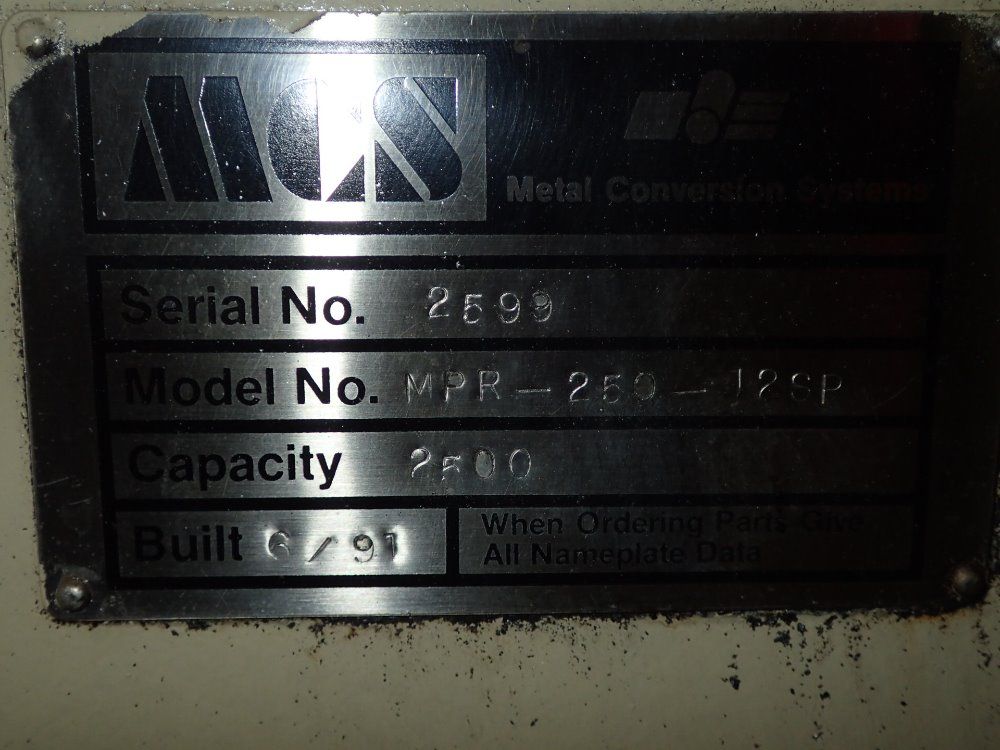 MCS
Metal Conversion Systems
Serial No. 2599
Model No. MPR-250-12SP
Capacity 2500
Built 6/91
When Ordering Parts Give
All Nameplate Data